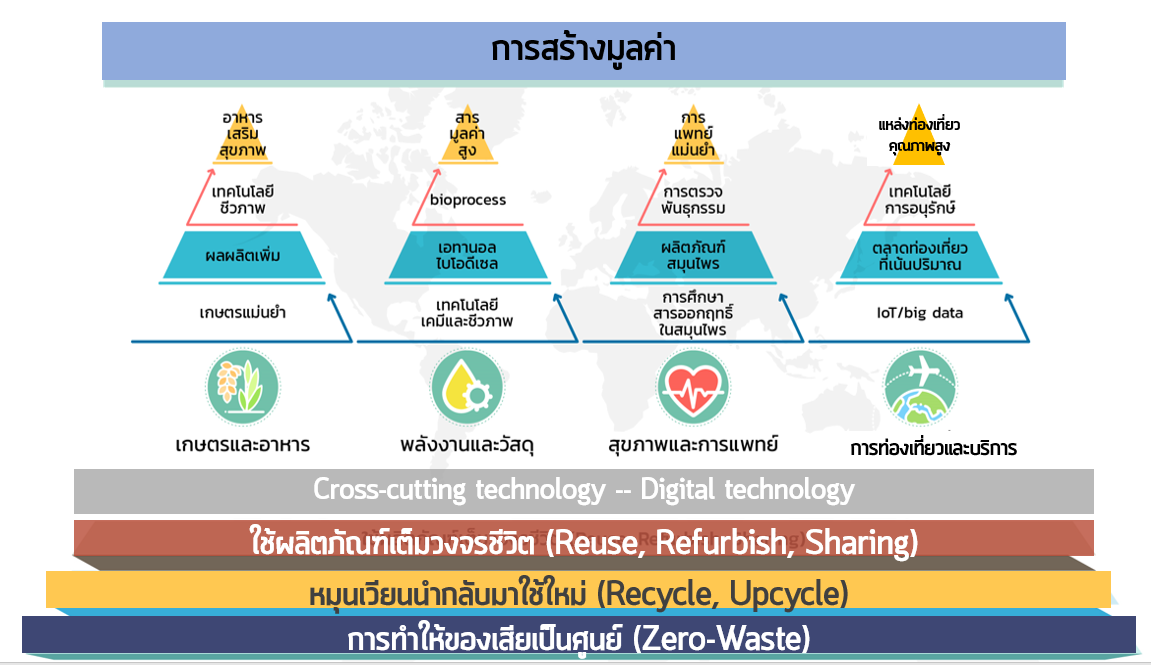 การสร้างมูลค่า
อาหาร
เสริม
สุขภาพ
เทคโนโลยี
ชีวภาพ
ผลผลิตเพิ่ม
เกษตรแม่นยำ
เกษตรและอาหาร
สาร
มูลค่า
สูง
bioprocess
เอทานอล
ไบโอดีเซล
เทคโนโลยี
เคมีและชีวภาพ
พลังงานและวัสดุ
การ
แพทย์
แม่นยำ
การตรวจ
พันธุกรรม
ผลิตภัณฑ์
สมุนไพร
การศึกษา
สารออกฤทธิ์
ในสมุนไพร
สุขภาพและการแพทย์
แหล่งท่องเที่ยว
คุณภาพสูง
เทคโนโลยี
การอนุรักษ์
ตลาดท่องเที่ยว
ที่เน้นปริมาณ
IoT/big data
การท่องเที่ยวและบริการ
Cross-cutting technology -- Digital technology
ใช้ผลิตภัณฑ์เต็มวงจรชีวิต (Reuse, Refurbish, Sharing)
หมุนเวียนนำกลับมาใช้ใหม่ (Recycle, Upcycle)
การทำให้ของเสียเป็นศูนย์ (Zero-Waste)